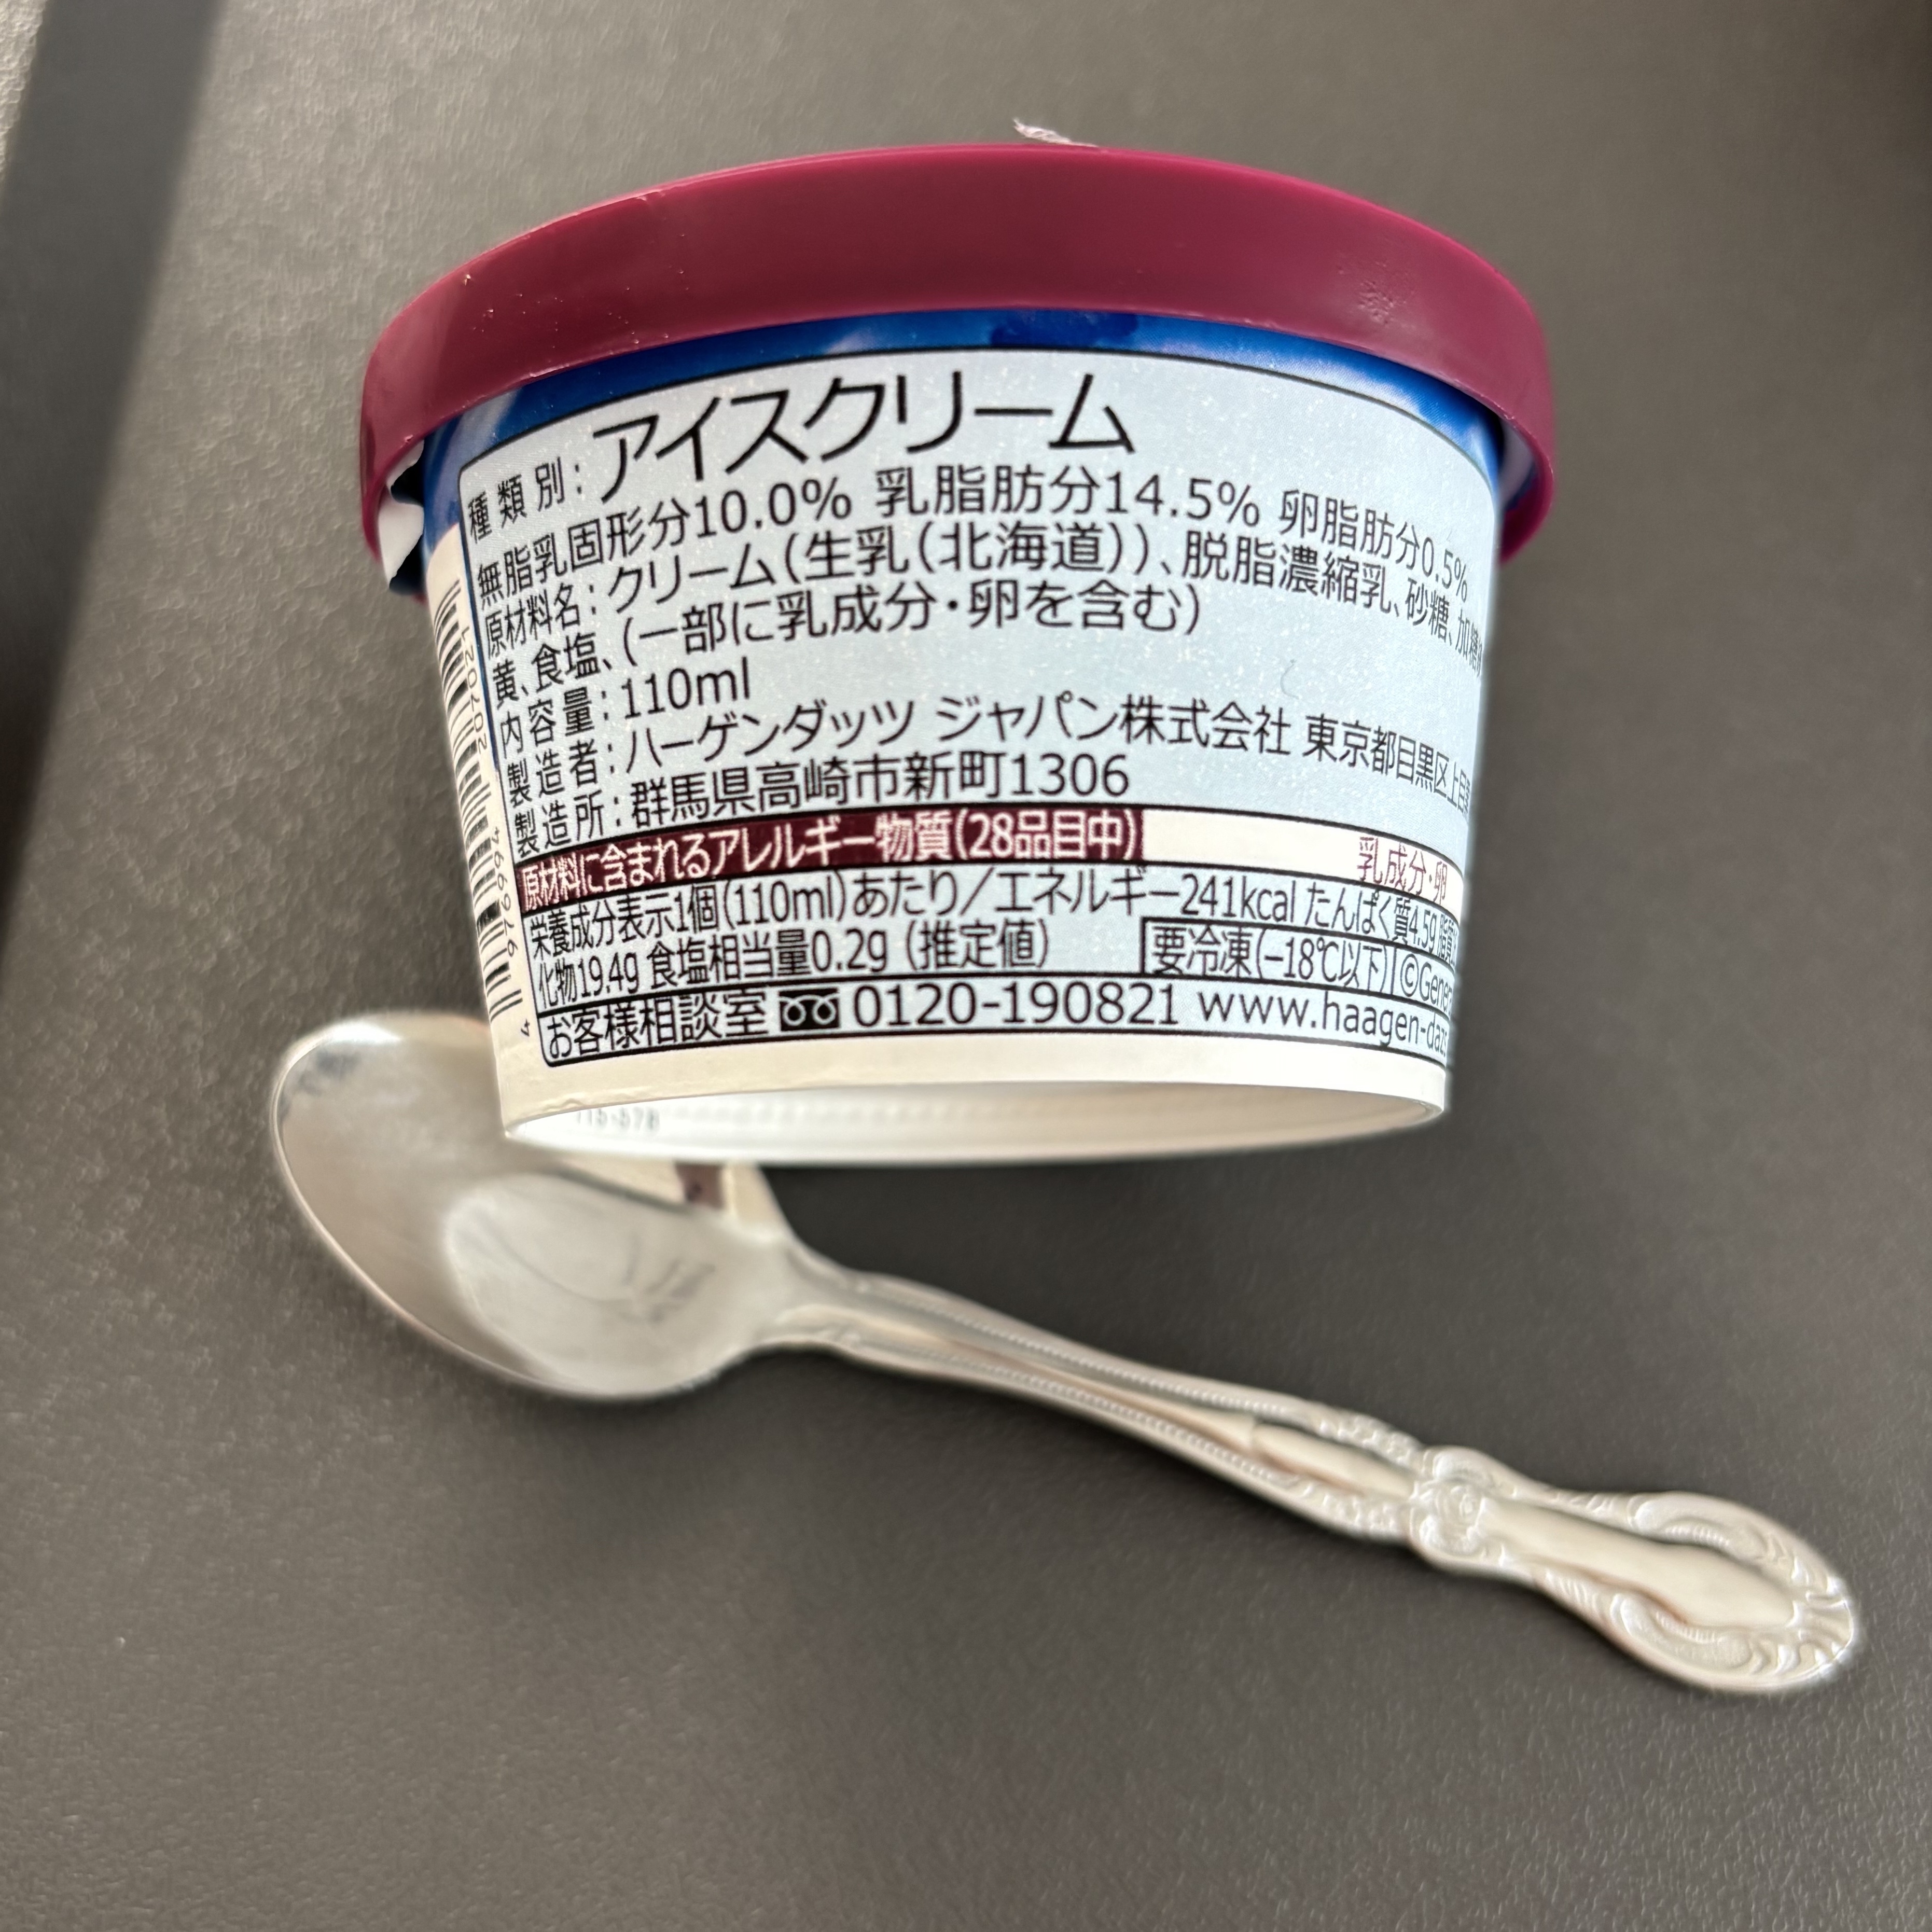 種類別：アイスクリーム
無脂乳固形分10.0% 乳脂肪分14.5% 卵脂肪分0.5%
原材料名：クリーム（生乳（北海道））、脱脂濃縮乳、砂糖、加糖
黄、食塩、（一部に乳成分・卵を含む）
内容量：110ml
製造者：ハーゲンダッツ ジャパン株式会社 東京都目黒区上目
製造所：群馬県高崎市新町1306
原材料に含まれるアレルギー物質（28品目中） 乳成分・卵
栄養成分表示1個（110ml）あたり／エネルギー241kcal たんぱく質4.5g 脂質
化物19.4g 食塩相当量0.2g （推定値） 要冷凍（−18℃以下） ©Gener
お客様相談室 0120-190821 www.haagen-daz